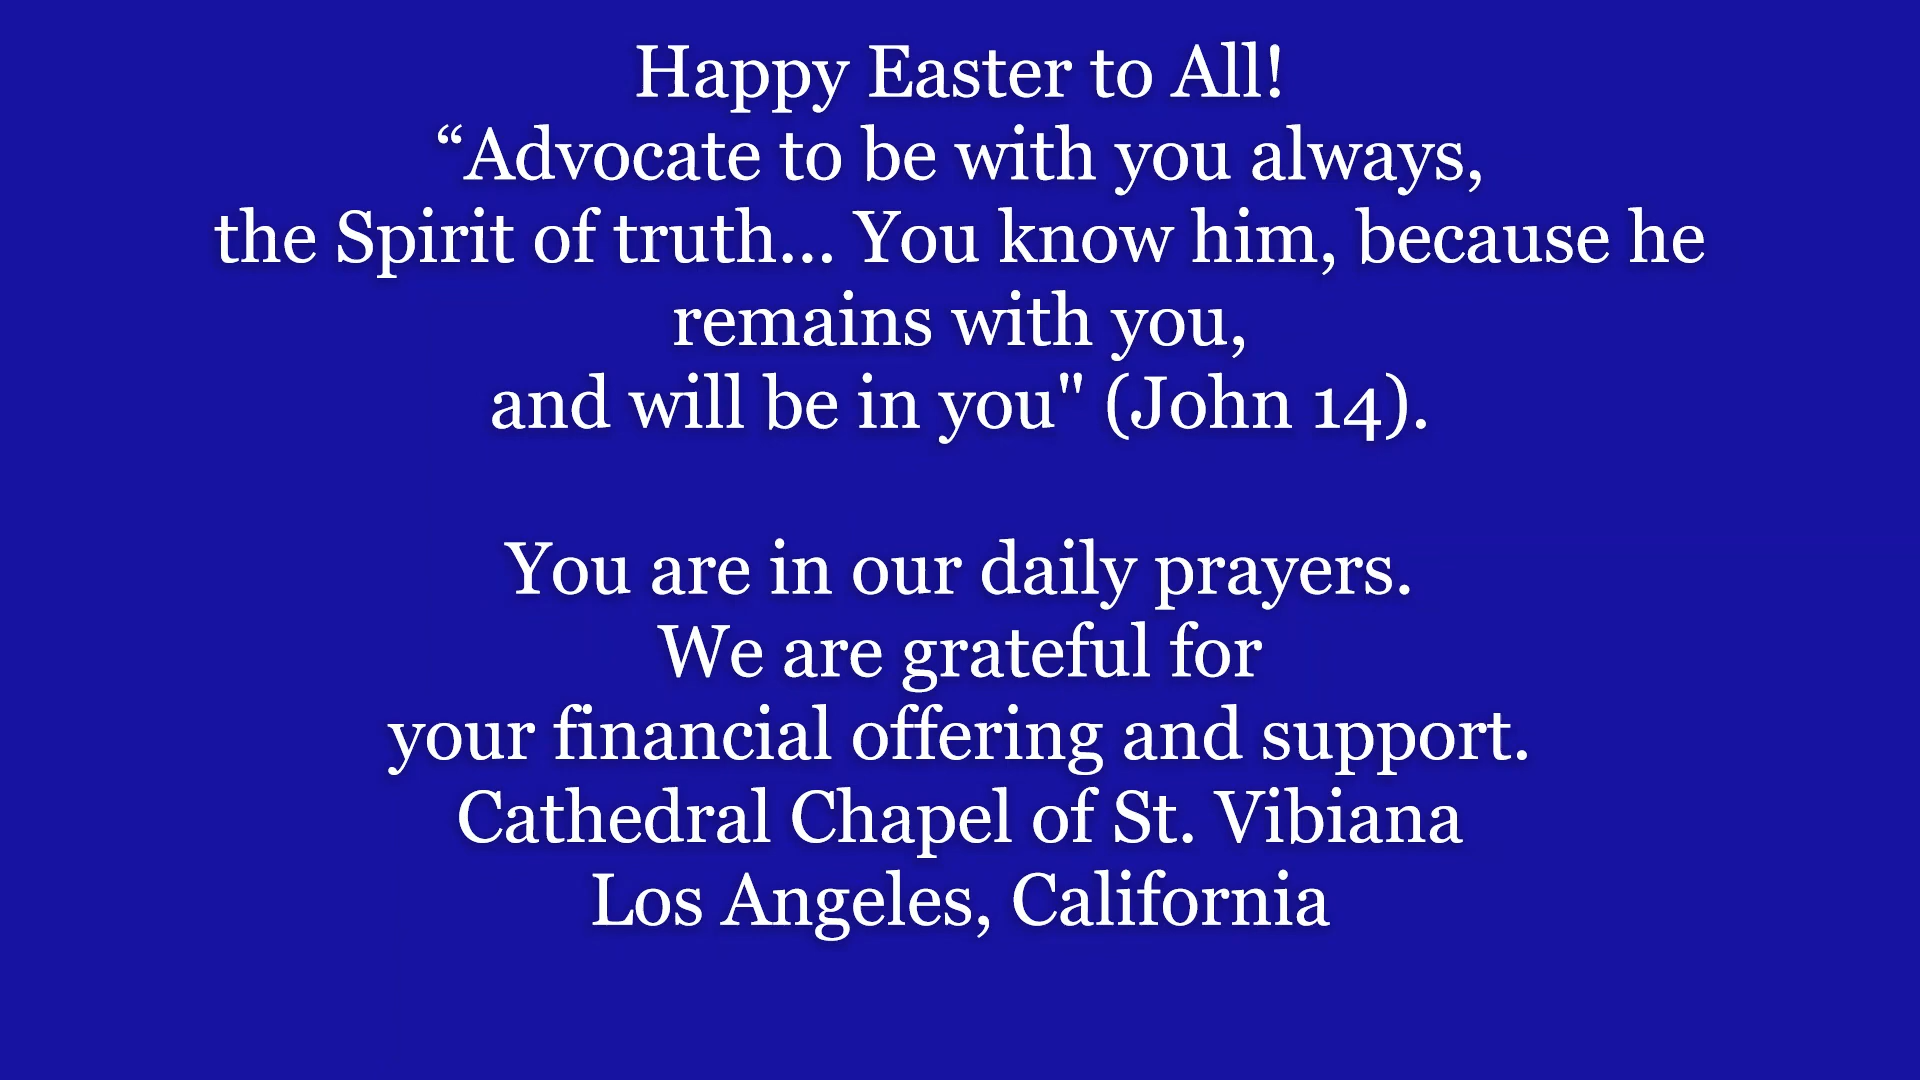 Happy Easter to All!
“Advocate to be with you always,
the Spirit of truth... You know him, because he
remains with you,
and will be in you" (John 14).
You are in our daily prayers.
We are grateful for
your financial offering and support.
Cathedral Chapel of St. Vibiana
Los Angeles, California